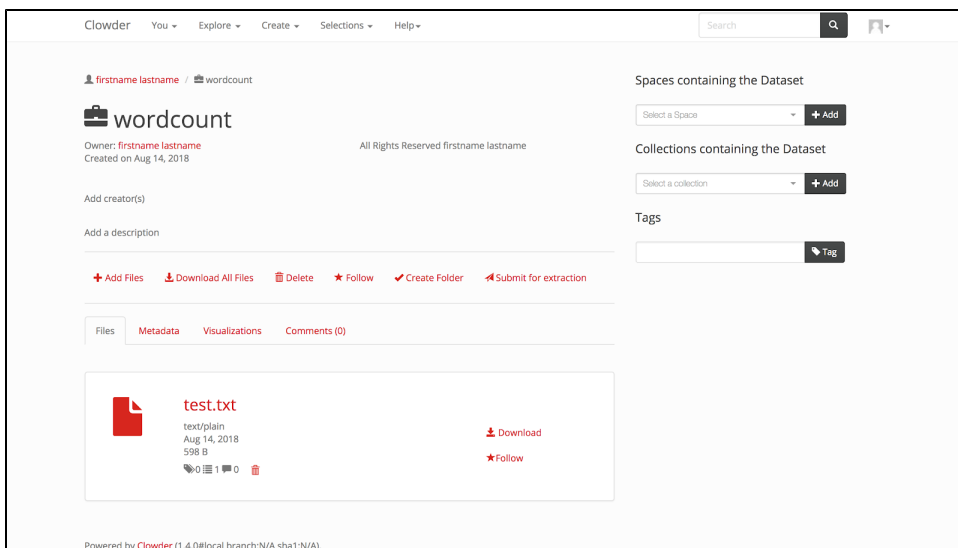 Clowder You Explore Create Selections Help Search
firstname lastname / wordcount
wordcount
Owner: firstname lastname
All Rights Reserved firstname lastname
Created on Aug 14, 2018
Add creator(s)
Add a description
Add Files Download All Files Delete Follow Create Folder Submit for extraction
Files Metadata Visualizations Comments (0)
test.txt
text/plain
Aug 14, 2018
598 B
0 1 0
Download
Follow
Spaces containing the Dataset
Select a Space Add
Collections containing the Dataset
Select a collection Add
Tags
Tag
Powered by Clowder (1.4.0#local branch:N/A sha1:N/A).